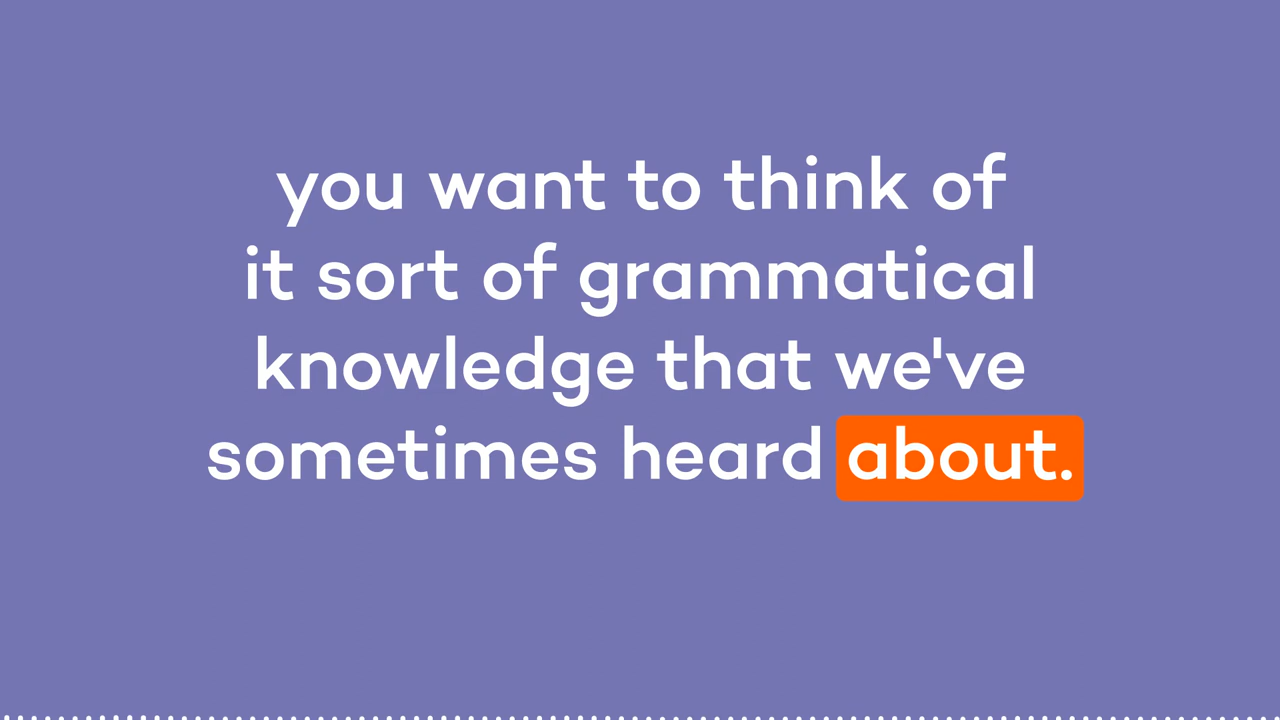 you want to think of
it sort of grammatical
knowledge that we've
sometimes heard about.